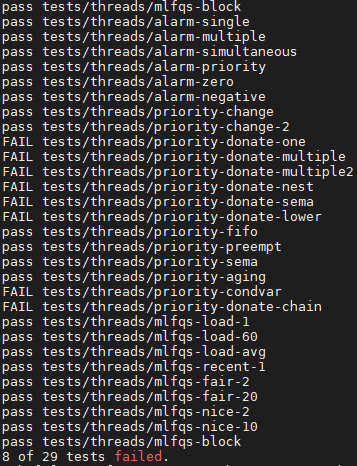 pass tests/threads/mlfqs-block
pass tests/threads/alarm-single
pass tests/threads/alarm-multiple
pass tests/threads/alarm-simultaneous
pass tests/threads/alarm-priority
pass tests/threads/alarm-zero
pass tests/threads/alarm-negative
pass tests/threads/priority-change
pass tests/threads/priority-change-2
FAIL tests/threads/priority-donate-one
FAIL tests/threads/priority-donate-multiple
FAIL tests/threads/priority-donate-multiple2
FAIL tests/threads/priority-donate-nest
FAIL tests/threads/priority-donate-sema
FAIL tests/threads/priority-donate-lower
pass tests/threads/priority-fifo
pass tests/threads/priority-preempt
pass tests/threads/priority-sema
pass tests/threads/priority-aging
FAIL tests/threads/priority-condvar
FAIL tests/threads/priority-donate-chain
pass tests/threads/mlfqs-load-1
pass tests/threads/mlfqs-load-60
pass tests/threads/mlfqs-load-avg
pass tests/threads/mlfqs-recent-1
pass tests/threads/mlfqs-fair-2
pass tests/threads/mlfqs-fair-20
pass tests/threads/mlfqs-nice-2
pass tests/threads/mlfqs-nice-10
pass tests/threads/mlfqs-block
8 of 29 tests failed.